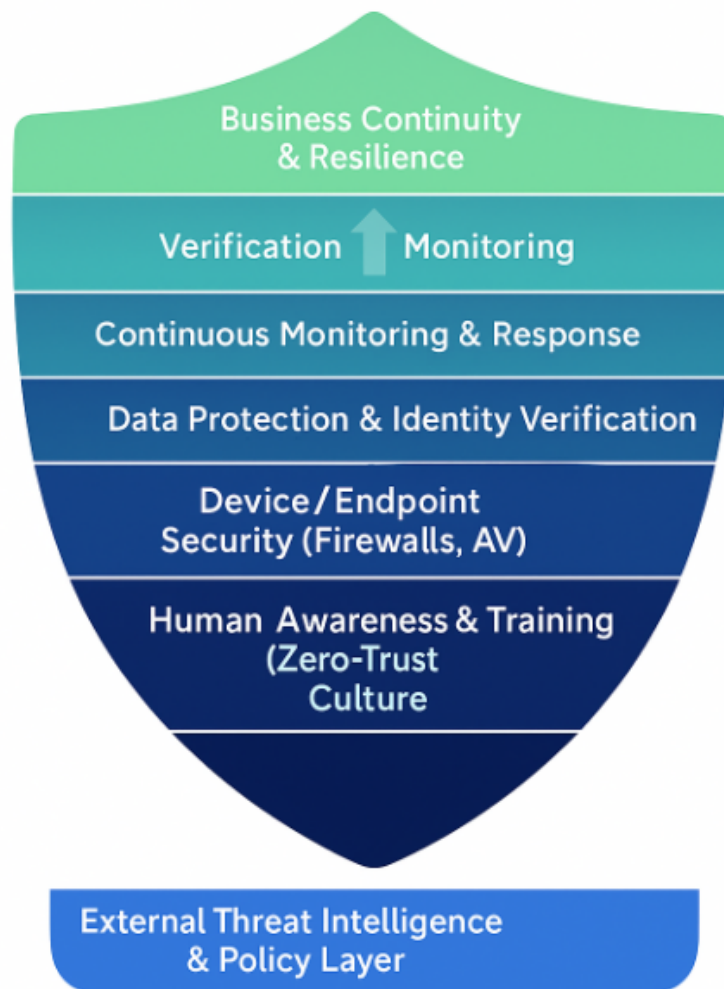 Business Continuity
& Resilience
Verification Monitoring
Continuous Monitoring & Response
Data Protection & Identity Verification
Device/Endpoint
Security (Firewalls, AV)
Human Awareness & Training
(Zero-Trust
Culture
External Threat Intelligence
& Policy Layer